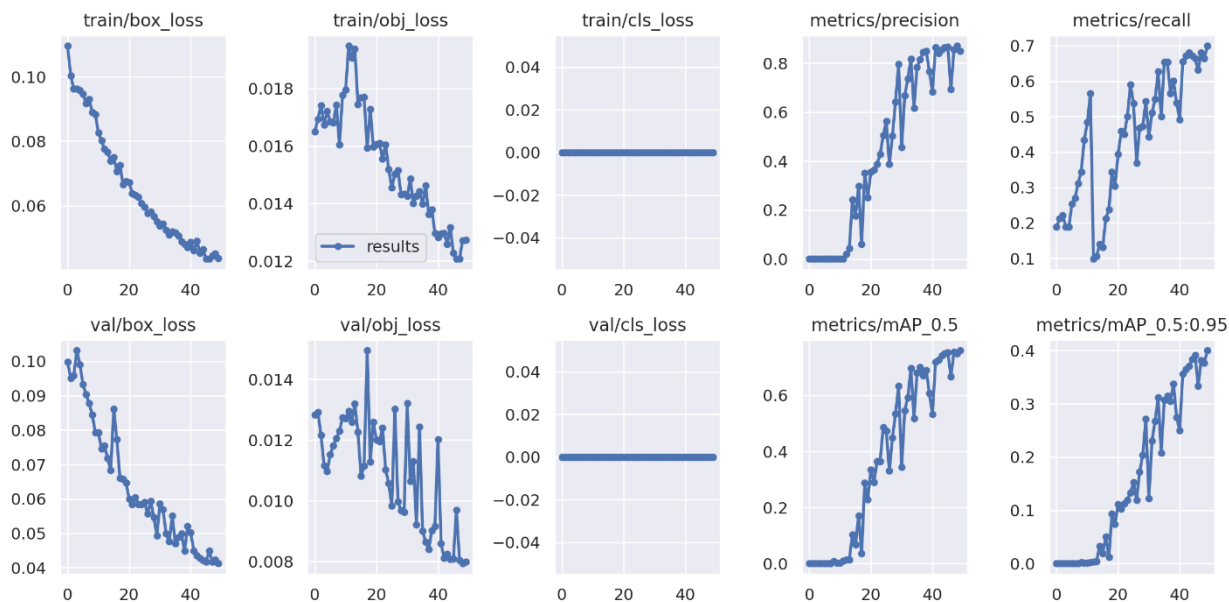 train/box_loss
0.10
0.08
0.06
0 20 40
train/obj_loss
0.018
0.016
0.014
0.012
results
0 20 40
train/cls_loss
0.04
0.02
0.00
−0.02
−0.04
0 20 40
metrics/precision
0.8
0.6
0.4
0.2
0.0
0 20 40
metrics/recall
0.7
0.6
0.5
0.4
0.3
0.2
0.1
0 20 40
val/box_loss
0.10
0.09
0.08
0.07
0.06
0.05
0.04
0 20 40
val/obj_loss
0.014
0.012
0.010
0.008
0 20 40
val/cls_loss
0.04
0.02
0.00
−0.02
−0.04
0 20 40
metrics/mAP_0.5
0.6
0.4
0.2
0.0
0 20 40
metrics/mAP_0.5:0.95
0.4
0.3
0.2
0.1
0.0
0 20 40